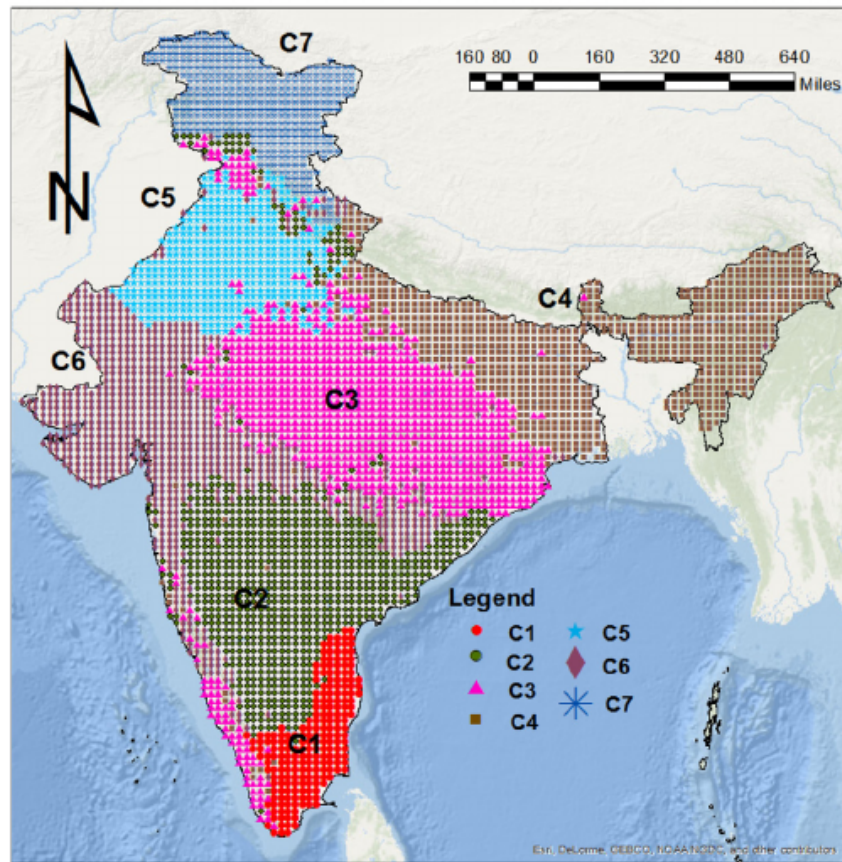 C7
160 80 0 160 320 480 640
Miles
N
C5
C4
C6
C3
C2
C1
Legend
C1 C5
C2 C6
C3 C7
C4
Esri, DeLorme, GEBCO, NOAA NGDC, and other contributors